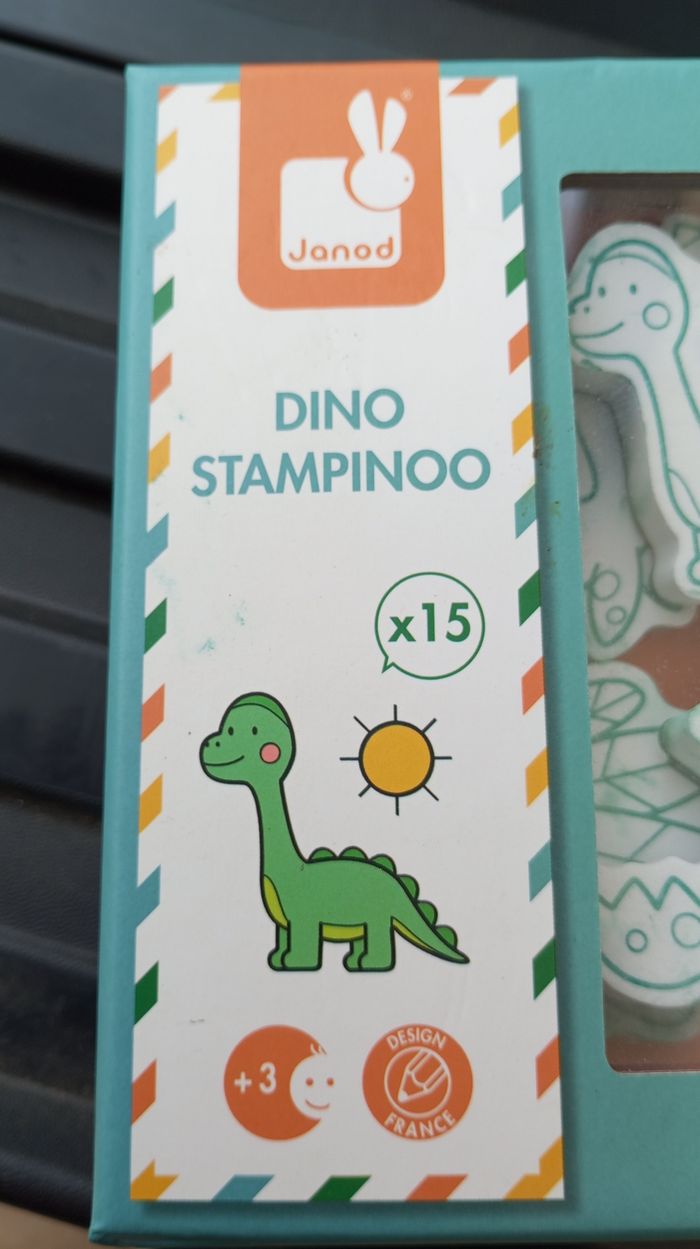 Janod
DINO
STAMPINOO
x15
+3
DESIGN
FRANCE